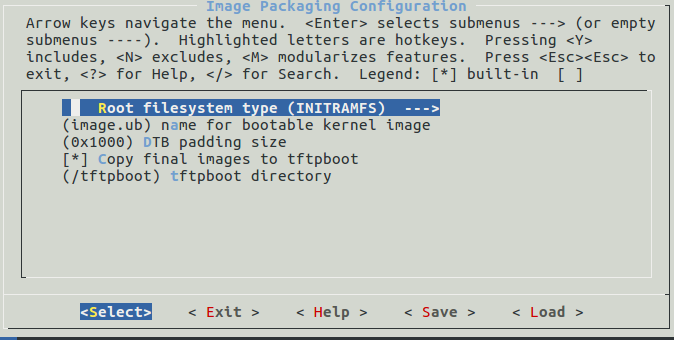 Image Packaging Configuration
Arrow keys navigate the menu.  <Enter> selects submenus ---> (or empty
submenus ----).  Highlighted letters are hotkeys.  Pressing <Y>
includes, <N> excludes, <M> modularizes features.  Press <Esc><Esc> to
exit, <?> for Help, </> for Search.  Legend: [*] built-in  [ ]
Root filesystem type (INITRAMFS)  --->
(image.ub) name for bootable kernel image
(0x1000) DTB padding size
[*] Copy final images to tftpboot
(/tftpboot) tftpboot directory
<Select>    < Exit >    < Help >    < Save >    < Load >